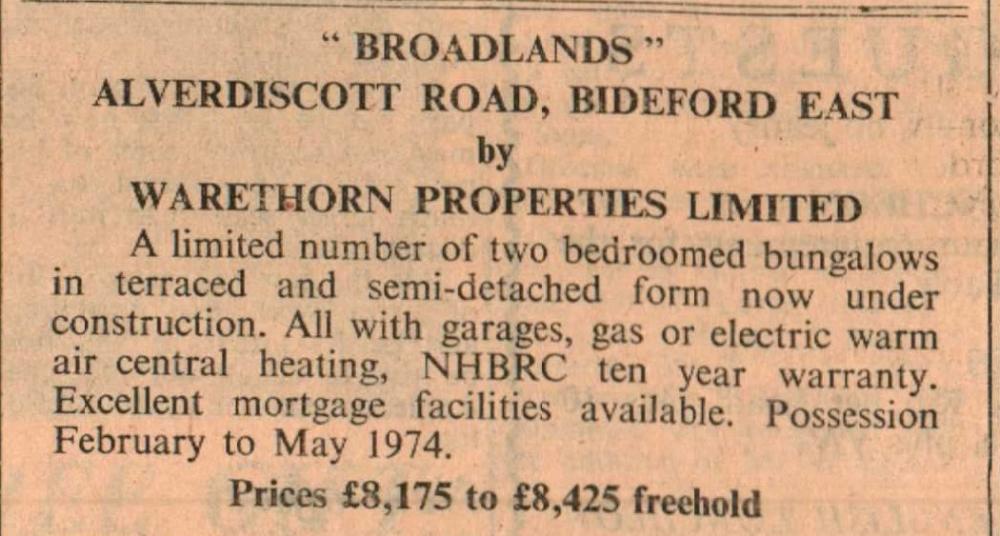 “ BROADLANDS ”
ALVERDISCOTT ROAD, BIDEFORD EAST
by
WARETHORN PROPERTIES LIMITED
A limited number of two bedroomed bungalows
in terraced and semi-detached form now under
construction. All with garages, gas or electric warm
air central heating, NHBRC ten year warranty.
Excellent mortgage facilities available. Possession
February to May 1974.
Prices £8,175 to £8,425 freehold